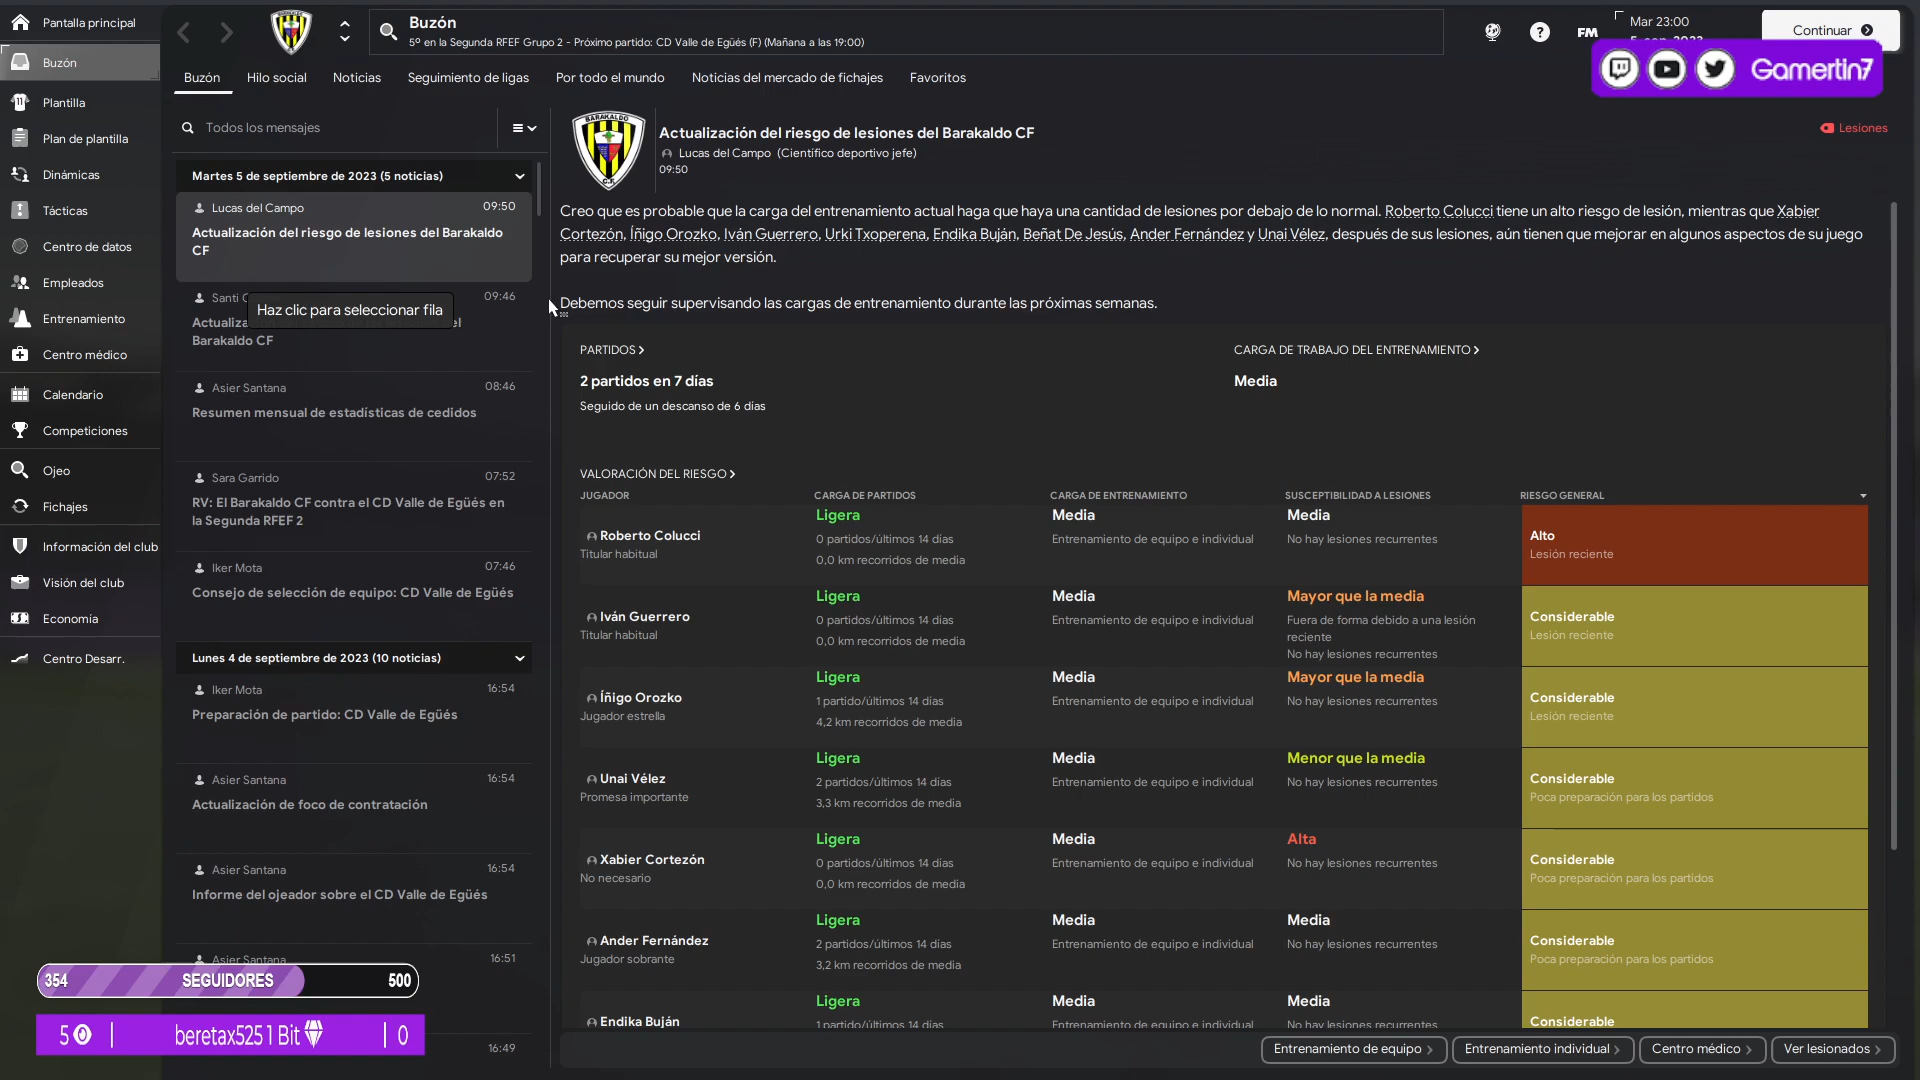 Pantalla principal
Buzón
Plantilla
Plan de plantilla
Dinámicas
Tácticas
Centro de datos
Empleados
Entrenamiento
Centro médico
Calendario
Competiciones
Ojeo
Fichajes
Información del club
Visión del club
Economía
Centro Desarr.
Buzón
5º en la Segunda RFEF Grupo 2 - Próximo partido: CD Valle de Egüés (F) (Mañana a las 19:00)
FM
Mar 23:00
Continuar
Gamertin7
Buzón Hilo social Noticias Seguimiento de ligas Por todo el mundo Noticias del mercado de fichajes Favoritos
Todos los mensajes
Martes 5 de septiembre de 2023 (5 noticias)
Lucas del Campo 09:50
Actualización del riesgo de lesiones del Barakaldo
CF
Santi 09:46
Haz clic para seleccionar fila
Barakaldo CF
Asier Santana 08:46
Resumen mensual de estadísticas de cedidos
Sara Garrido 07:52
RV: El Barakaldo CF contra el CD Valle de Egüés en
la Segunda RFEF 2
Iker Mota 07:46
Consejo de selección de equipo: CD Valle de Egüés
Lunes 4 de septiembre de 2023 (10 noticias)
Iker Mota 16:54
Preparación de partido: CD Valle de Egüés
Asier Santana 16:54
Actualización de foco de contratación
Asier Santana 16:54
Informe del ojeador sobre el CD Valle de Egüés
Asier Santana 16:51
354 SEGUIDORES 500
5 | beretax525 1 Bit | 0
16:49
BARAKALDO
Actualización del riesgo de lesiones del Barakaldo CF
Lucas del Campo (Científico deportivo jefe)
09:50
Lesiones
Creo que es probable que la carga del entrenamiento actual haga que haya una cantidad de lesiones por debajo de lo normal. Roberto Colucci tiene un alto riesgo de lesión, mientras que Xabier
Cortezón, Íñigo Orozko, Iván Guerrero, Urki Txoperena, Endika Buján, Beñat De Jesús, Ander Fernández y Unai Vélez, después de sus lesiones, aún tienen que mejorar en algunos aspectos de su juego
para recuperar su mejor versión.
Debemos seguir supervisando las cargas de entrenamiento durante las próximas semanas.
PARTIDOS CARGA DE TRABAJO DEL ENTRENAMIENTO
2 partidos en 7 días Media
Seguido de un descanso de 6 días
VALORACIÓN DEL RIESGO
JUGADOR CARGA DE PARTIDOS CARGA DE ENTRENAMIENTO SUSCEPTIBILIDAD A LESIONES RIESGO GENERAL
Ligera Media Media
Roberto Colucci 0 partidos/últimos 14 días Entrenamiento de equipo e individual No hay lesiones recurrentes Alto
Titular habitual 0,0 km recorridos de media Lesión reciente
Ligera Media Mayor que la media
Iván Guerrero 0 partidos/últimos 14 días Entrenamiento de equipo e individual Fuera de forma debido a una lesión Considerable
Titular habitual 0,0 km recorridos de media reciente Lesión reciente
No hay lesiones recurrentes
Ligera Media Mayor que la media
Íñigo Orozko 1 partido/últimos 14 días Entrenamiento de equipo e individual No hay lesiones recurrentes Considerable
Jugador estrella 4,2 km recorridos de media Lesión reciente
Ligera Media Menor que la media
Unai Vélez 2 partidos/últimos 14 días Entrenamiento de equipo e individual No hay lesiones recurrentes Considerable
Promesa importante 3,3 km recorridos de media Poca preparación para los partidos
Ligera Media Alta
Xabier Cortezón 0 partidos/últimos 14 días Entrenamiento de equipo e individual No hay lesiones recurrentes Considerable
No necesario 0,0 km recorridos de media Poca preparación para los partidos
Ligera Media Media
Ander Fernández 2 partidos/últimos 14 días Entrenamiento de equipo e individual No hay lesiones recurrentes Considerable
Jugador sobrante 3,2 km recorridos de media Poca preparación para los partidos
Ligera Media Media
Endika Buján 1 partido/últimos 14 días Entrenamiento de equipo e individual No hay lesiones recurrentes Considerable
Entrenamiento de equipo Entrenamiento individual Centro médico Ver lesionados